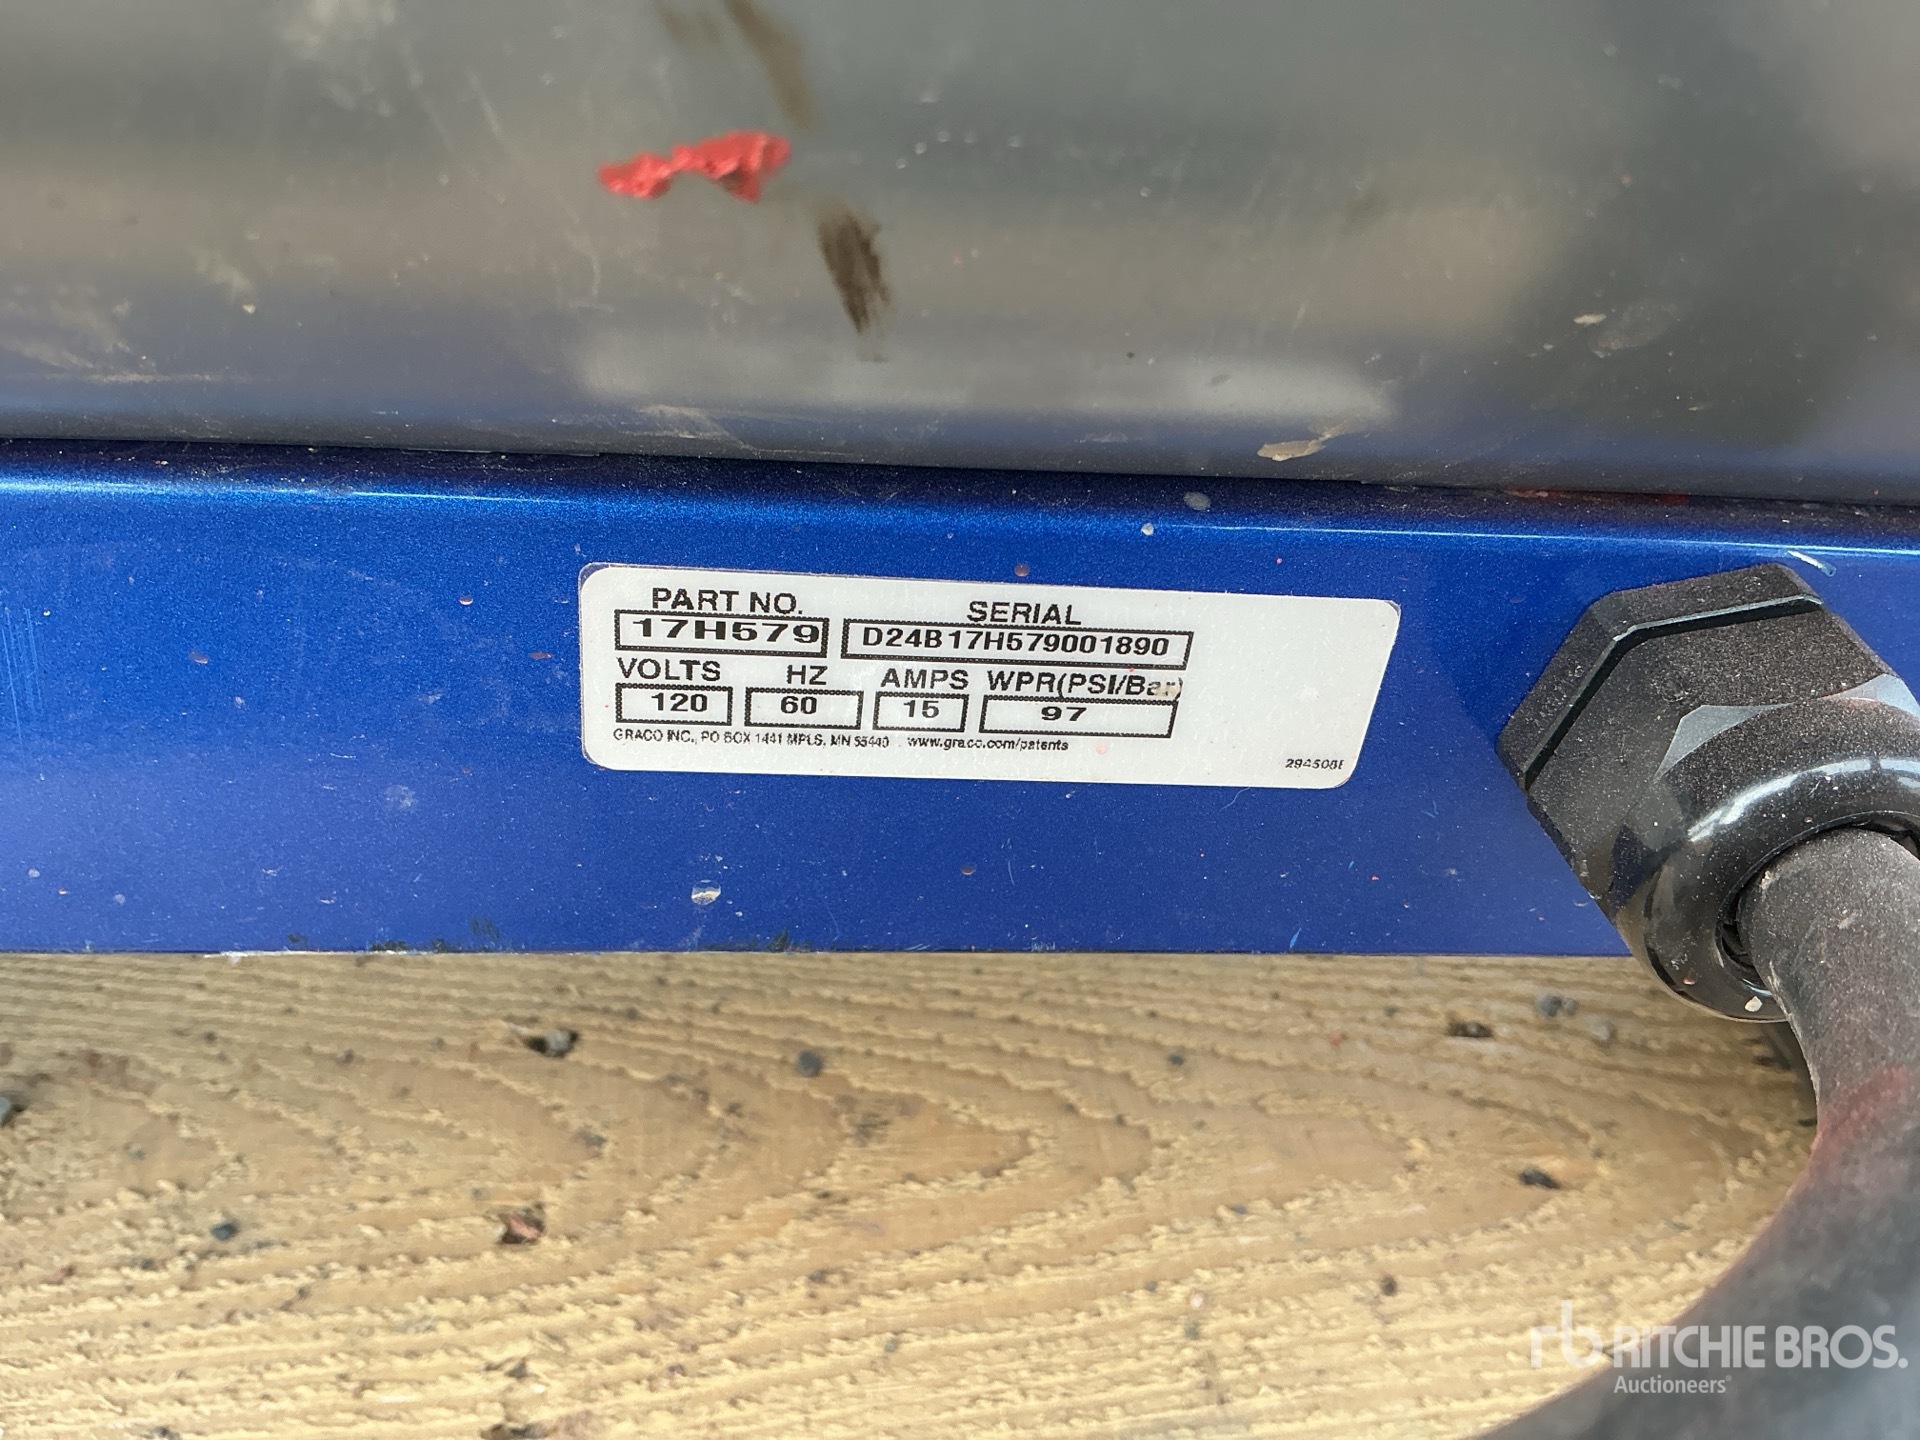 PART NO. SERIAL
17H579 D24B17H579001890
VOLTS HZ AMPS WPR(PSI/Bar)
120 60 15 97
GRACO INC., PO BOX 1441 MPLS, MN 55440 www.graco.com/patents
rb RITCHIE BROS.
Auctioneers